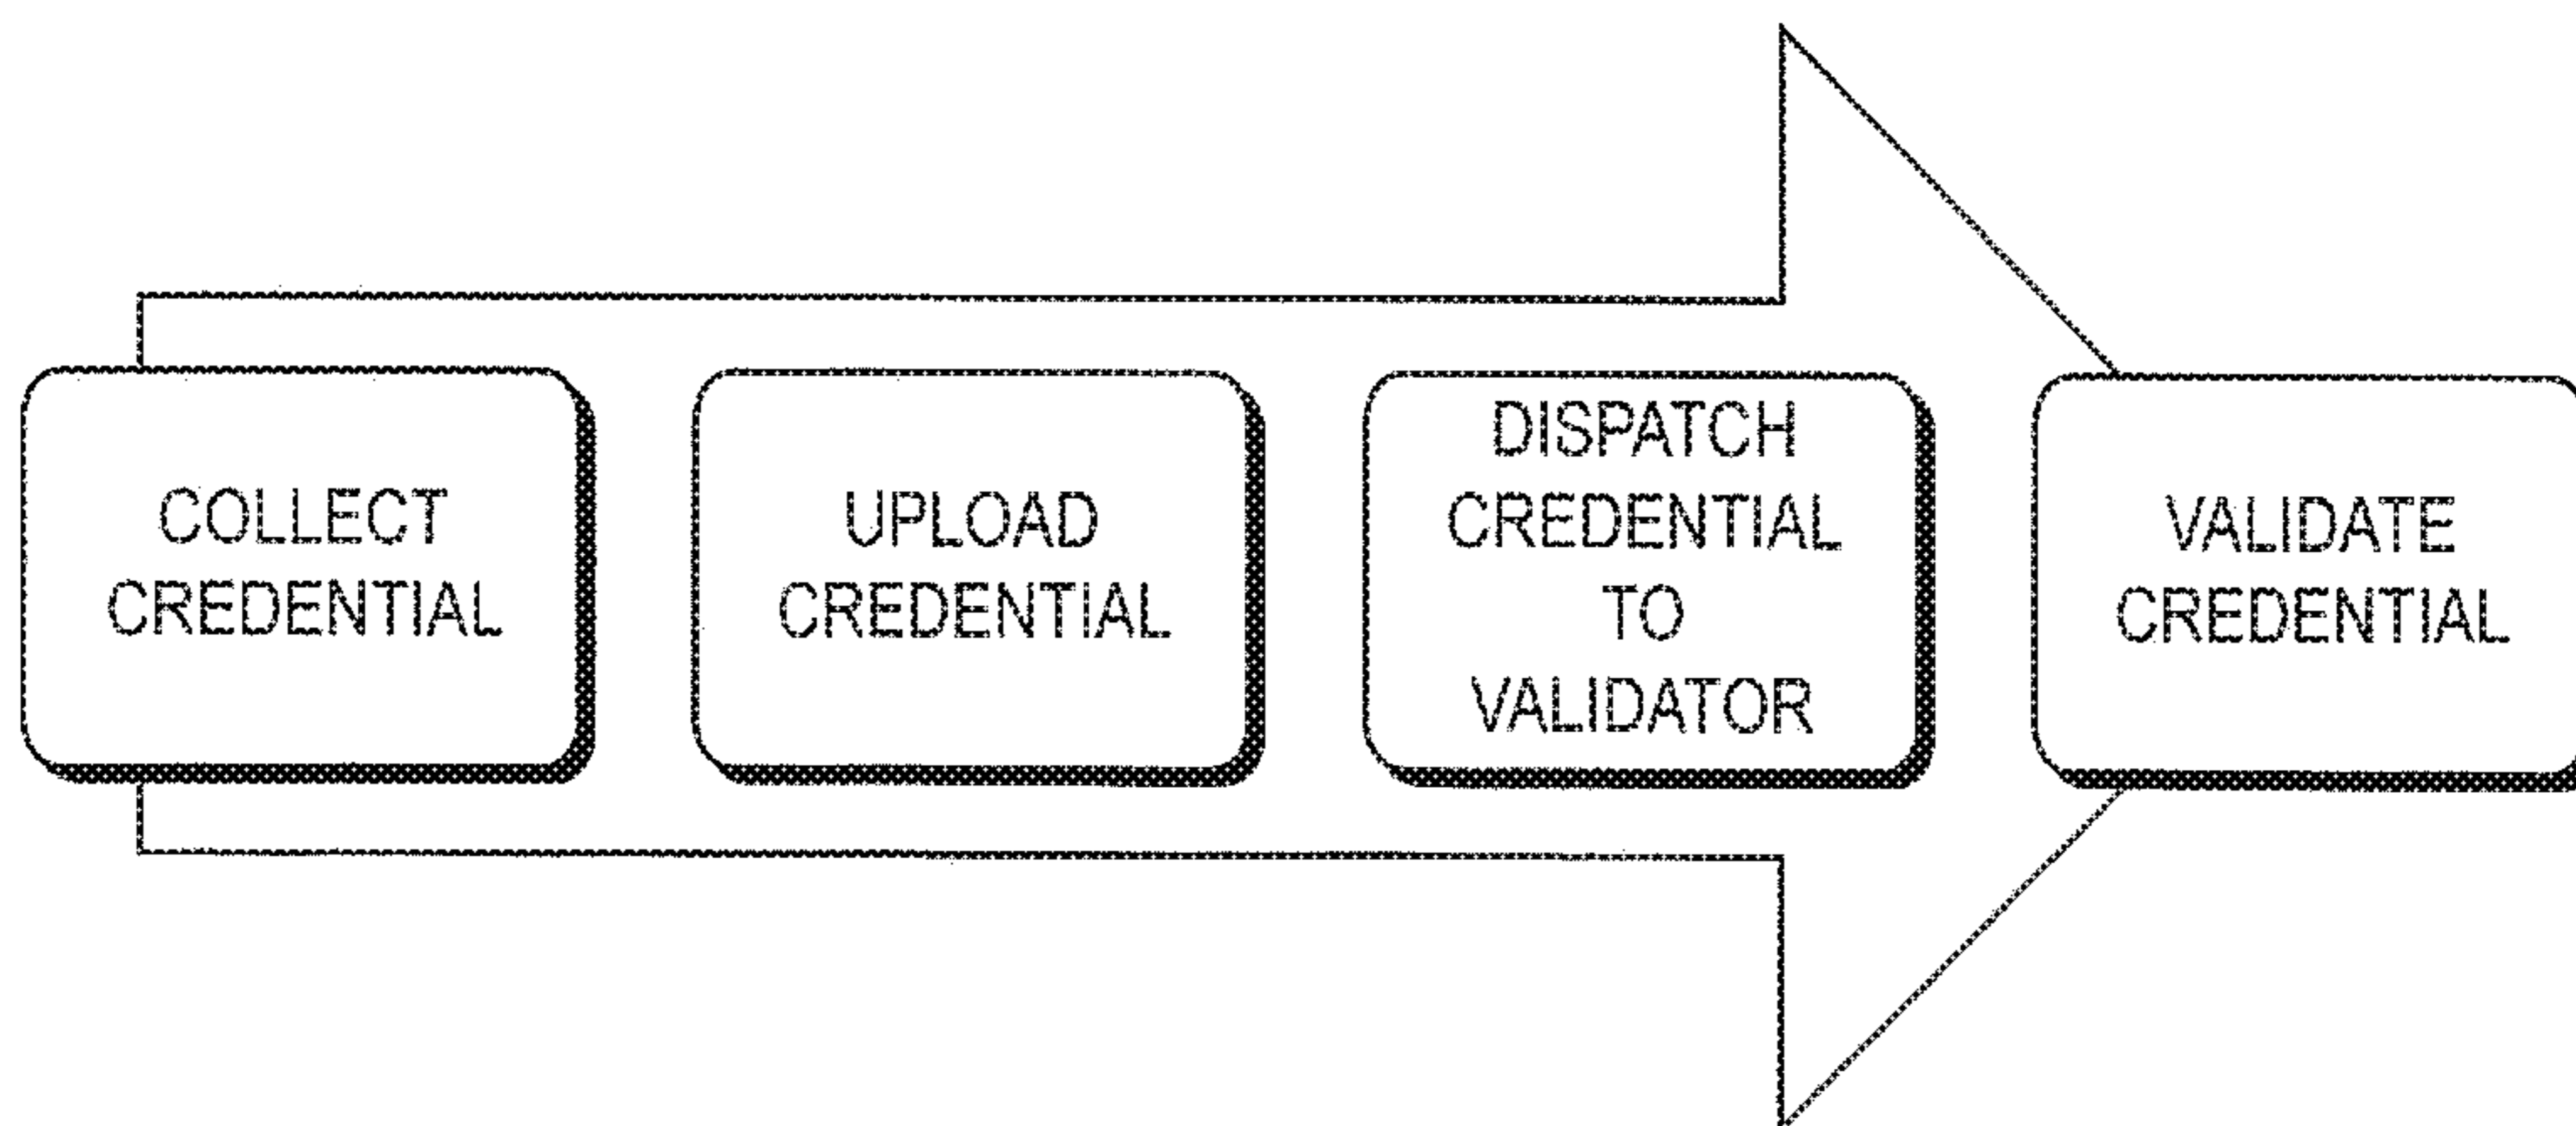 COLLECT
CREDENTIAL
UPLOAD
CREDENTIAL
DISPATCH
CREDENTIAL
TO
VALIDATOR
VALIDATE
CREDENTIAL